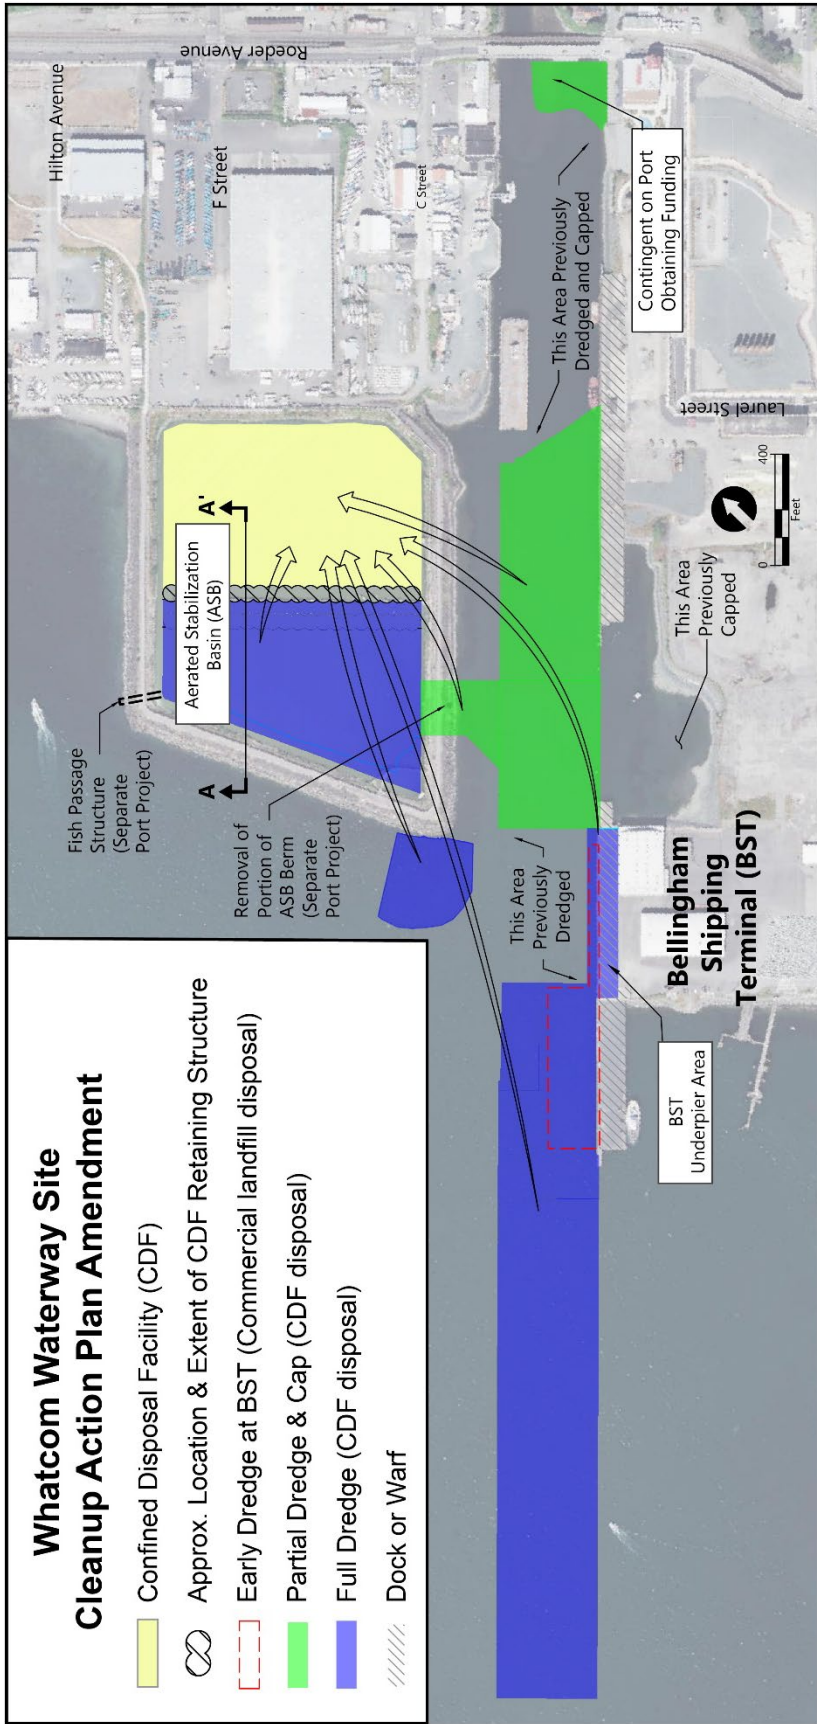 Whatcom Waterway Site
Cleanup Action Plan Amendment
Confined Disposal Facility (CDF)
Approx. Location & Extent of CDF Retaining Structure
Early Dredge at BST (Commercial landfill disposal)
Partial Dredge & Cap (CDF disposal)
Full Dredge (CDF disposal)
Dock or Warf
Fish Passage
Structure
(Separate
Port Project)
A
A'
Aerated Stabilization
Basin (ASB)
Removal of
Portion of
ASB Berm
(Separate
Port Project)
Hilton Avenue
F Street
C Street
Roeder Avenue
This Area Previously
Dredged and Capped
This Area
Previously
Dredged
Contingent on Port
Obtaining Funding
Laurel Street
BST
Underpier Area
Bellingham
Shipping
Terminal (BST)
This Area
Previously
Capped
0
400
Feet